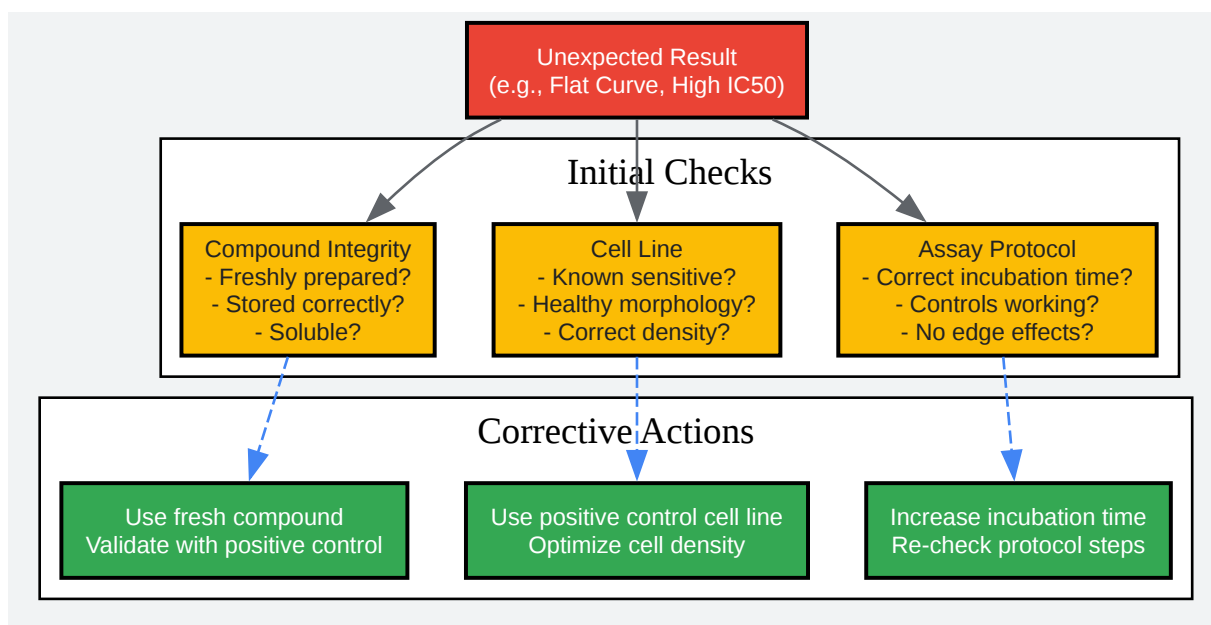 Unexpected Result
(e.g., Flat Curve, High IC50)
Initial Checks
Compound Integrity
- Freshly prepared?
- Stored correctly?
- Soluble?
Cell Line
- Known sensitive?
- Healthy morphology?
- Correct density?
Assay Protocol
- Correct incubation time?
- Controls working?
- No edge effects?
Corrective Actions
Use fresh compound
Validate with positive control
Use positive control cell line
Optimize cell density
Increase incubation time
Re-check protocol steps